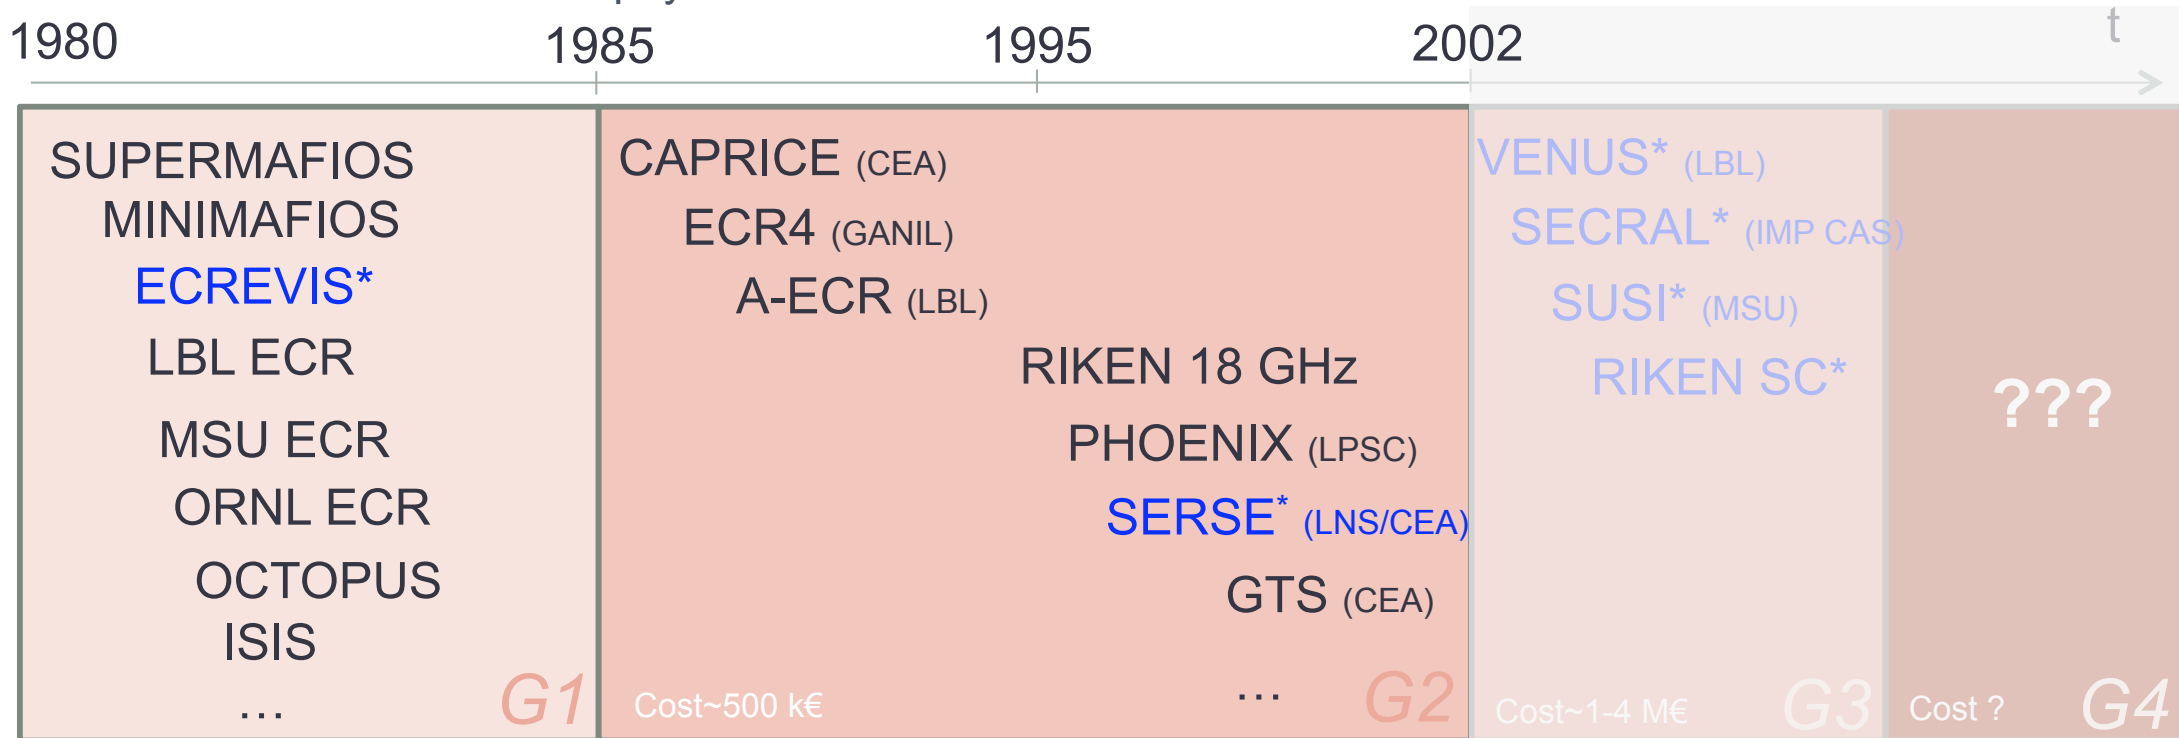 1980 1985 1995 2002 t
SUPERMAFIOS
MINIMAFIOS
ECREVIS*
LBL ECR
MSU ECR
ORNL ECR
OCTOPUS
ISIS
...
G1
CAPRICE (CEA)
ECR4 (GANIL)
A-ECR (LBL)
RIKEN 18 GHz
PHOENIX (LPSC)
SERSE* (LNS/CEA)
GTS (CEA)
...
Cost~500 k€
G2
VENUS* (LBL)
SECRAL* (IMP CAS)
SUSI* (MSU)
RIKEN SC*
Cost~1-4 M€
G3
???
Cost ?
G4